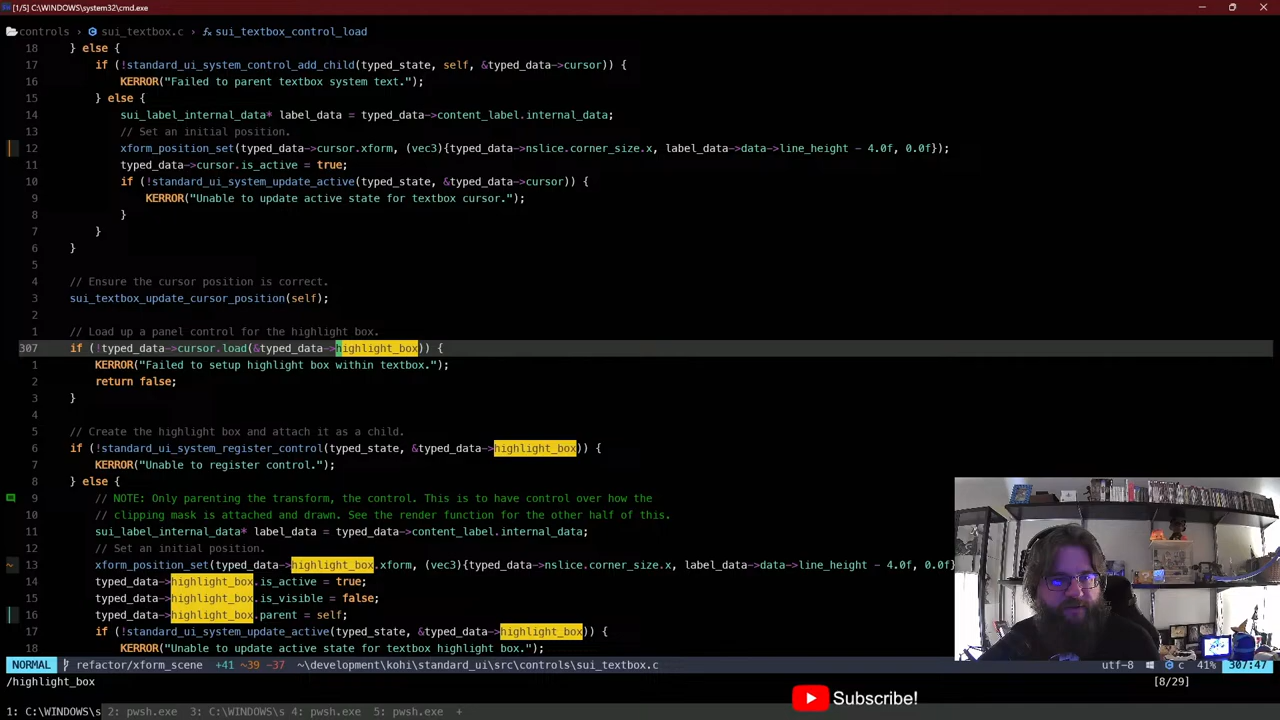 [1/5] C:\WINDOWS\system32\cmd.exe
controls > sui_textbox.c > sui_textbox_control_load
18 } else {
17 if (!standard_ui_system_control_add_child(typed_state, self, &typed_data->cursor)) {
16 KERROR("Failed to parent textbox system text.");
15 } else {
14 sui_label_internal_data* label_data = typed_data->content_label.internal_data;
13 // Set an initial position.
12 xform_position_set(typed_data->cursor.xform, (vec3){typed_data->nslice.corner_size.x, label_data->data->line_height - 4.0f, 0.0f});
11 typed_data->cursor.is_active = true;
10 if (!standard_ui_system_update_active(typed_state, &typed_data->cursor)) {
9 KERROR("Unable to update active state for textbox cursor.");
8 }
7 }
6 }
5
4 // Ensure the cursor position is correct.
3 sui_textbox_update_cursor_position(self);
2
1 // Load up a panel control for the highlight box.
307 if (!typed_data->cursor.load(&typed_data->highlight_box)) {
1 KERROR("Failed to setup highlight box within textbox.");
2 return false;
3 }
4
5 // Create the highlight box and attach it as a child.
6 if (!standard_ui_system_register_control(typed_state, &typed_data->highlight_box)) {
7 KERROR("Unable to register control.");
8 } else {
9 // NOTE: Only parenting the transform, the control. This is to have control over how the
10 // clipping mask is attached and drawn. See the render function for the other half of this.
11 sui_label_internal_data* label_data = typed_data->content_label.internal_data;
12 // Set an initial position.
13 xform_position_set(typed_data->highlight_box.xform, (vec3){typed_data->nslice.corner_size.x, label_data->data->line_height - 4.0f, 0.0f}
14 typed_data->highlight_box.is_active = true;
15 typed_data->highlight_box.is_visible = false;
16 typed_data->highlight_box.parent = self;
17 if (!standard_ui_system_update_active(typed_state, &typed_data->highlight_box)) {
18 KERROR("Unable to update active state for textbox highlight box.");
NORMAL refactor/xform_scene +41 ~39 -37 ~\development\kohi\standard_ui\src\controls\sui_textbox.c utf-8 c 41% 307:47
/highlight_box [8/29]
Subscribe!
1: C:\WINDOWS\s 2: pwsh.exe 3: C:\WINDOWS\s 4: pwsh.exe 5: pwsh.exe +